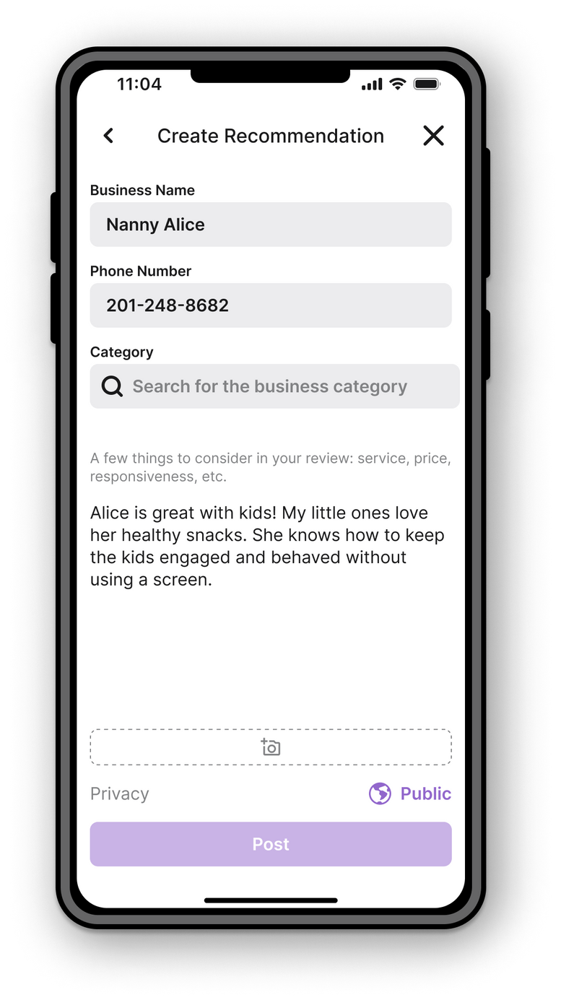 11:04
Create Recommendation
Business Name
Nanny Alice
Phone Number
201-248-8682
Category
Search for the business category
A few things to consider in your review: service, price,
responsiveness, etc.
Alice is great with kids! My little ones love
her healthy snacks. She knows how to keep
the kids engaged and behaved without
using a screen.
Privacy
Public
Post